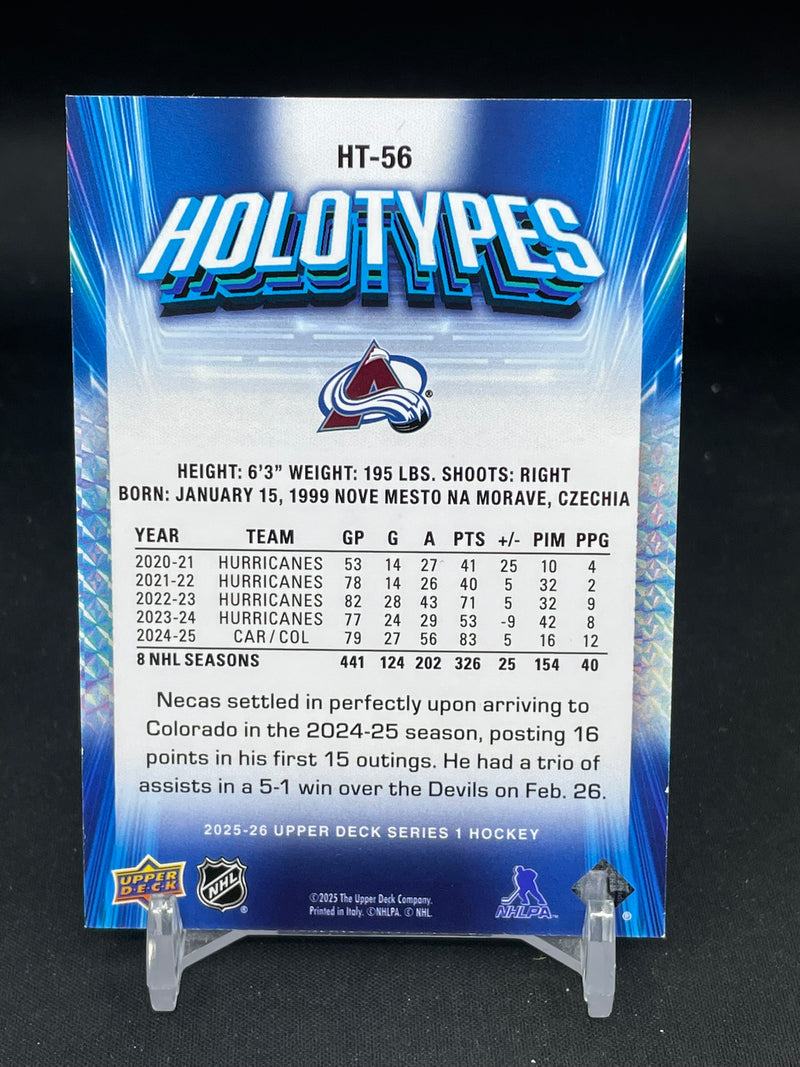 HT-56
HOLOTYPES
A
®
HEIGHT: 6'3" WEIGHT: 195 LBS. SHOOTS: RIGHT
BORN: JANUARY 15, 1999 NOVE MESTO NA MORAVE, CZECHIA
YEAR TEAM GP G A PTS +/- PIM PPG
2020-21 HURRICANES 53 14 27 41 25 10 4
2021-22 HURRICANES 78 14 26 40 5 32 2
2022-23 HURRICANES 82 28 43 71 5 32 9
2023-24 HURRICANES 77 24 29 53 -9 42 8
2024-25 CAR/COL 79 27 56 83 5 16 12
8 NHL SEASONS 441 124 202 326 25 154 40
Necas settled in perfectly upon arriving to
Colorado in the 2024-25 season, posting 16
points in his first 15 outings. He had a trio of
assists in a 5-1 win over the Devils on Feb. 26.
2025-26 UPPER DECK SERIES 1 HOCKEY
UPPER DECK
NHL ®
©2025 The Upper Deck Company.
Printed in Italy. ©NHLPA. © NHL.
NHLPA™
®